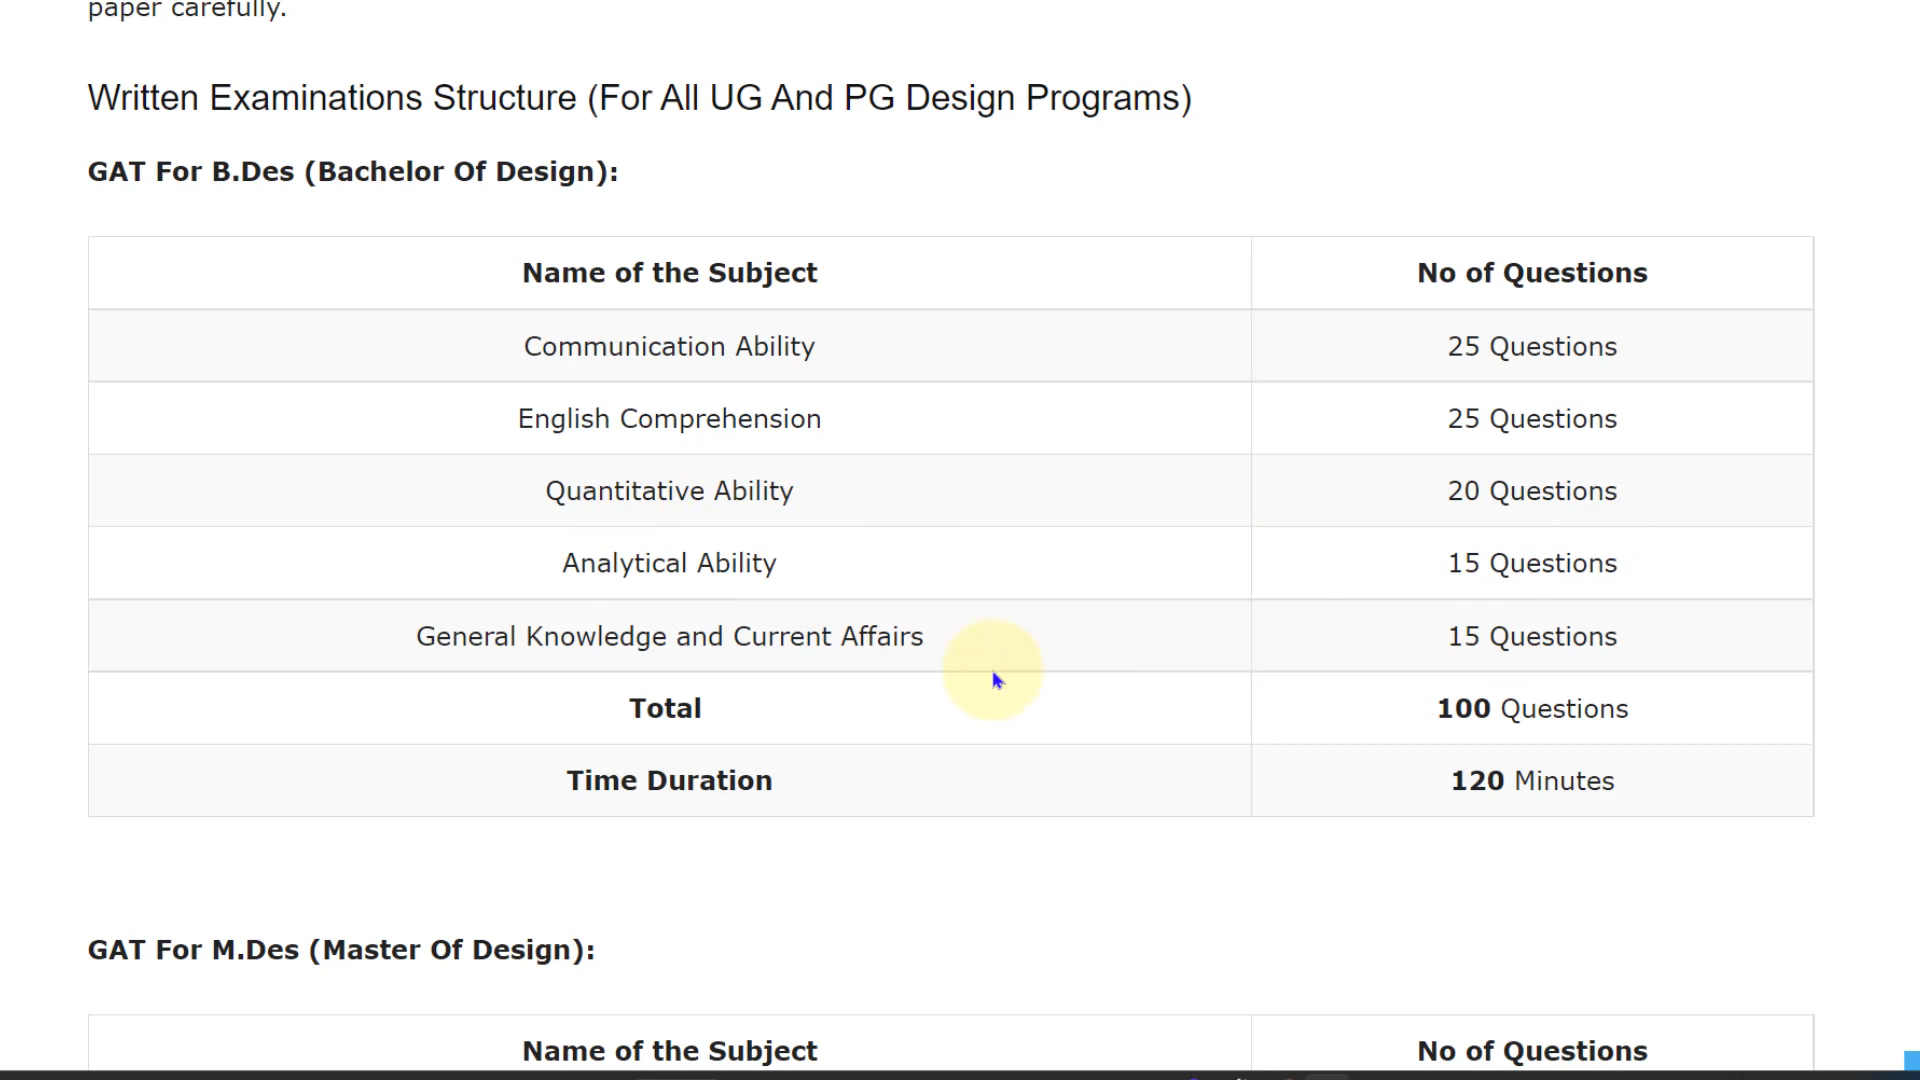 paper carefully.
Written Examinations Structure (For All UG And PG Design Programs)
GAT For B.Des (Bachelor Of Design):
Name of the Subject No of Questions
Communication Ability 25 Questions
English Comprehension 25 Questions
Quantitative Ability 20 Questions
Analytical Ability 15 Questions
General Knowledge and Current Affairs 15 Questions
Total 100 Questions
Time Duration 120 Minutes
GAT For M.Des (Master Of Design):
Name of the Subject No of Questions